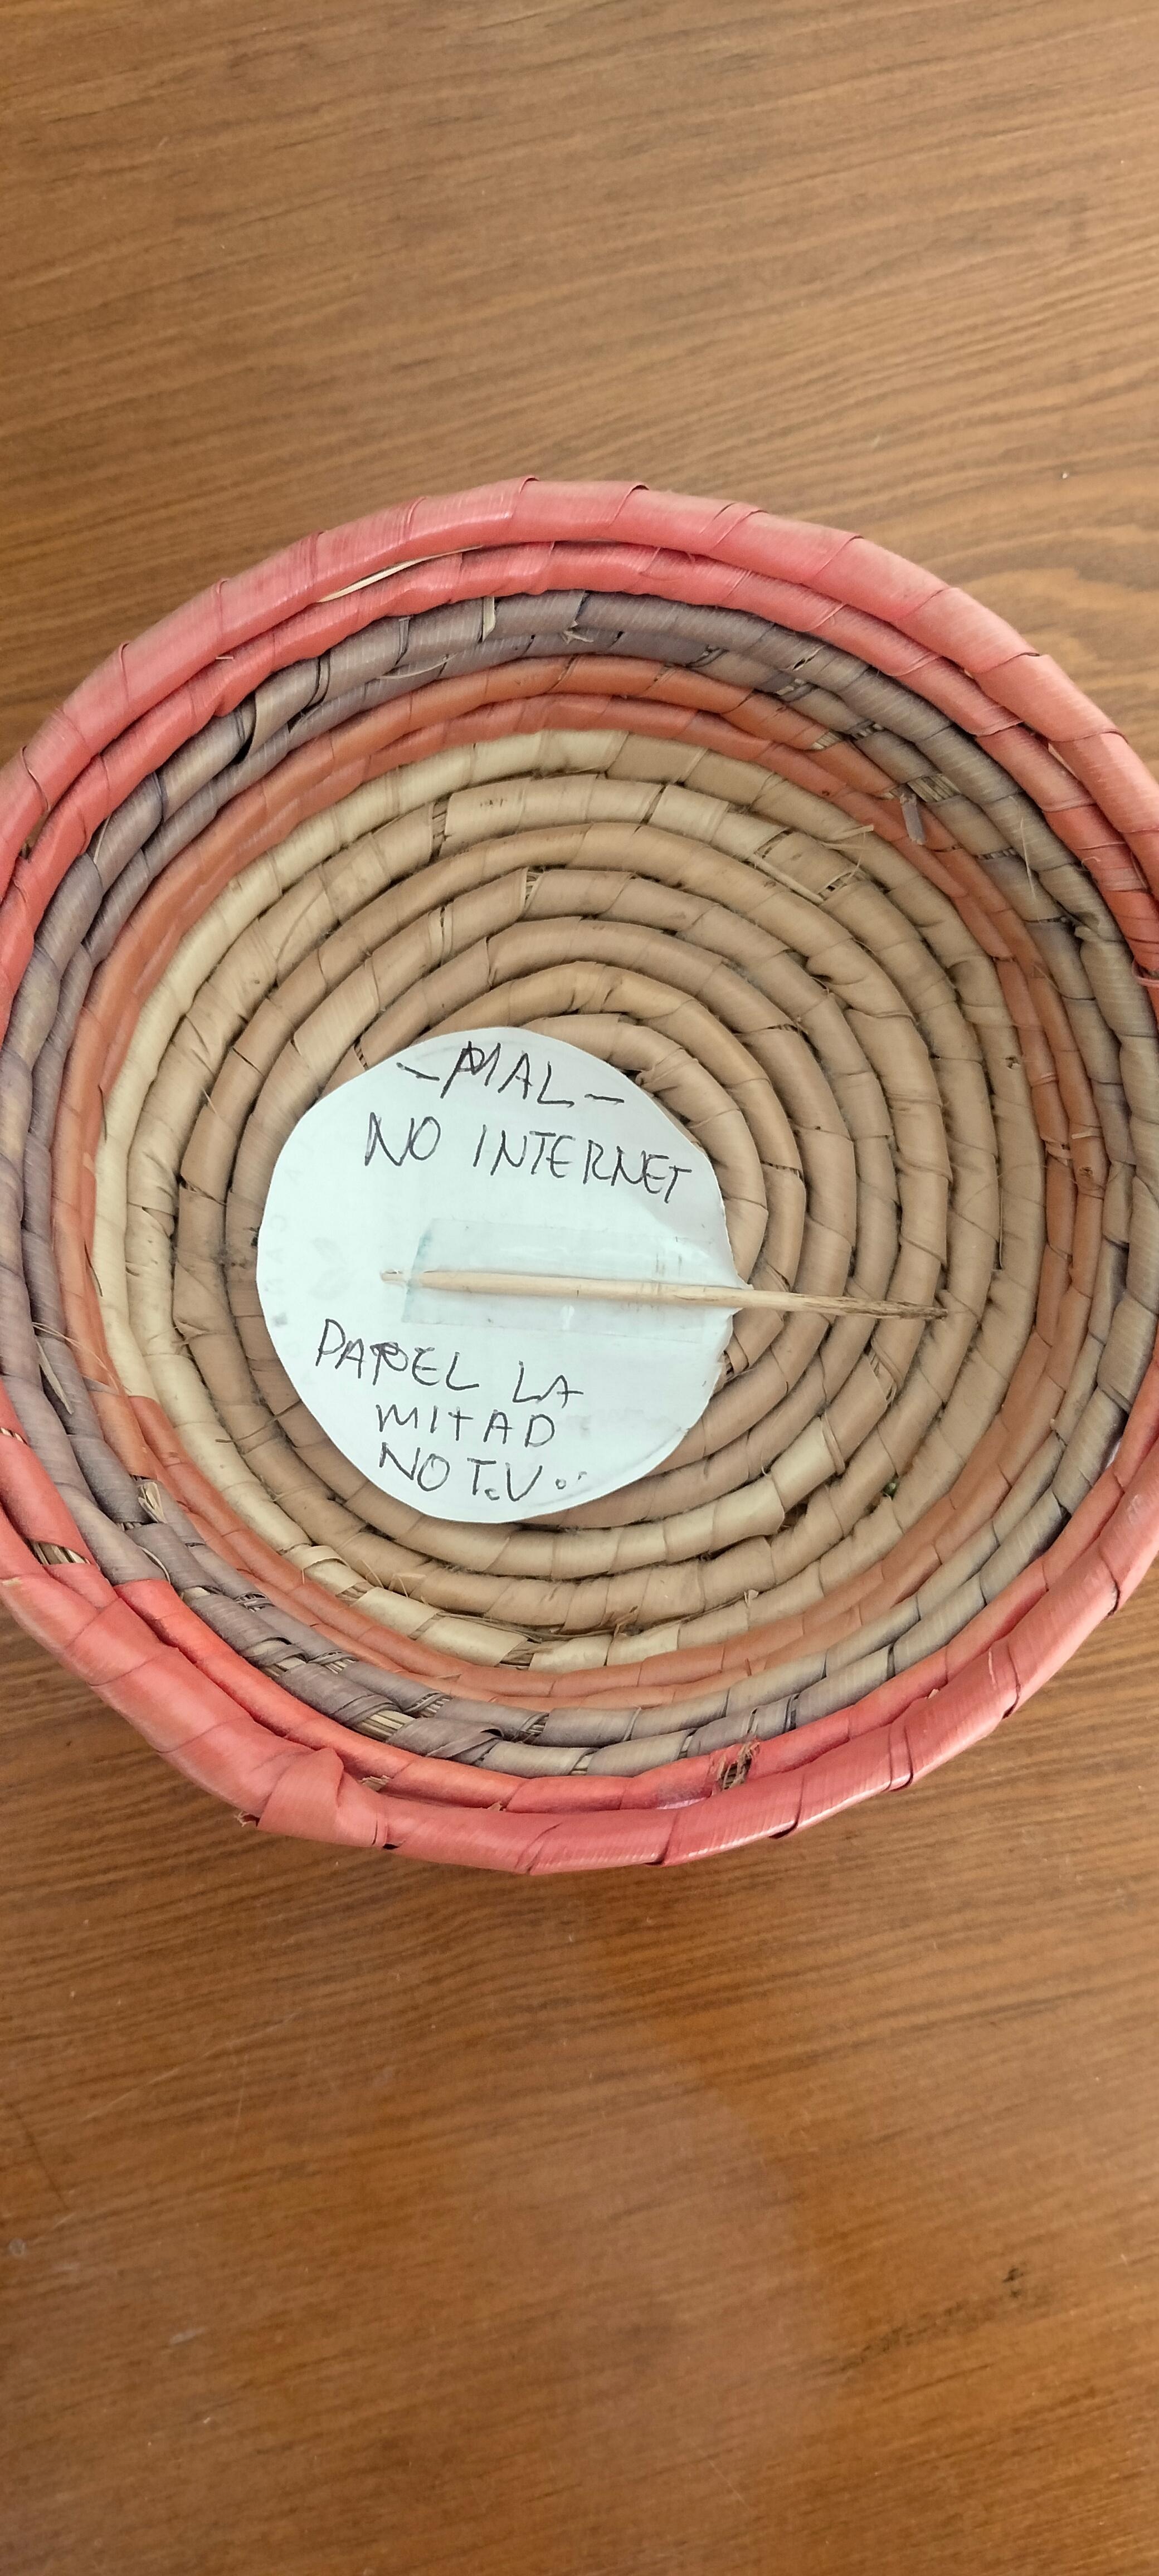 -MAL-
NO INTERNET
PAPEL LA
MITAD
NO T.V...